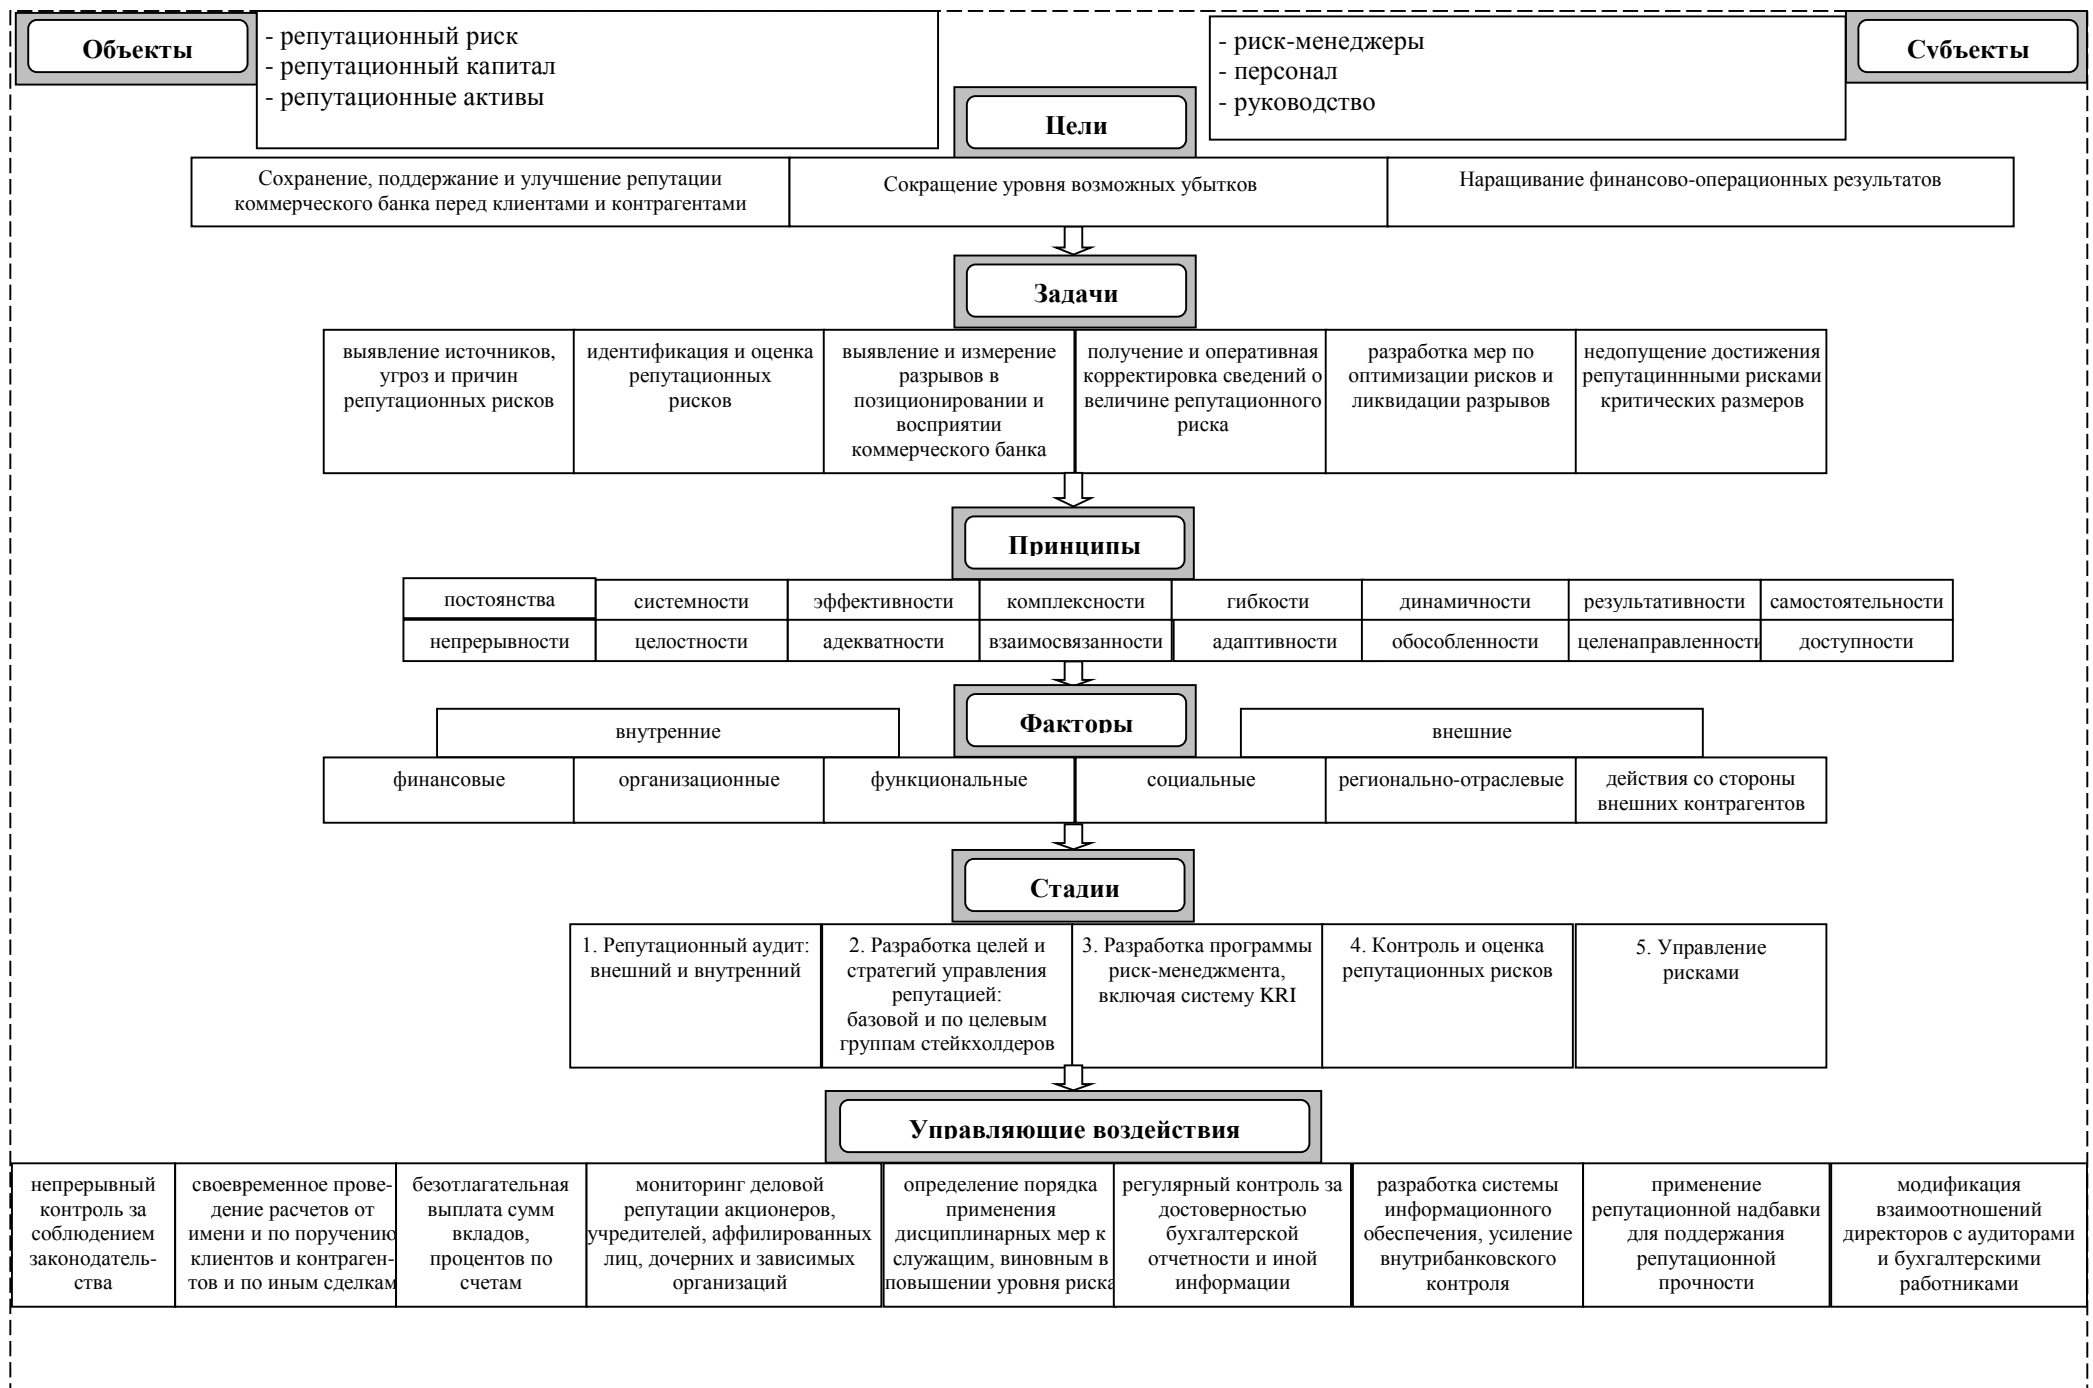 Объекты
- репутационный риск
- репутационный капитал
- репутационные активы
- риск-менеджеры
- персонал
- руководство
Субъекты
Цели
Сохранение, поддержание и улучшение репутации
коммерческого банка перед клиентами и контрагентами
Сокращение уровня возможных убытков
Наращивание финансово-операционных результатов
Задачи
выявление источников,
угроз и причин
репутационных рисков
идентификация и оценка
репутационных
рисков
выявление и измерение
разрывов в
позиционировании и
восприятии
коммерческого банка
получение и оперативная
корректировка сведений о
величине репутационного
риска
разработка мер по
оптимизации рисков и
ликвидации разрывов
недопущение достижения
репутациннными рисками
критических размеров
Принципы
постоянства
системности
эффективности
комплексности
гибкости
динамичности
результативности
самостоятельности
непрерывности
целостности
адекватности
взаимосвязанности
адаптивности
обособленности
целенаправленности
доступности
Факторы
внутренние
внешние
финансовые
организационные
функциональные
социальные
регионально-отраслевые
действия со стороны
внешних контрагентов
Стадии
1. Репутационный аудит:
внешний и внутренний
2. Разработка целей и
стратегий управления
репутацией:
базовой и по целевым
группам стейкхолдеров
3. Разработка программы
риск-менеджмента,
включая систему KRI
4. Контроль и оценка
репутационных рисков
5. Управление
рисками
Управляющие воздействия
непрерывный
контроль за
соблюдением
законодатель-
ства
своевременное прове-
дение расчетов от
имени и по поручению
клиентов и контраген-
тов и по иным сделкам
безотлагательная
выплата сумм
вкладов,
процентов по
счетам
мониторинг деловой
репутации акционеров,
учредителей, аффилированных
лиц, дочерних и зависимых
организаций
определение порядка
применения
дисциплинарных мер к
служащим, виновным в
повышении уровня риска
регулярный контроль за
достоверностью
бухгалтерской
отчетности и иной
информации
разработка системы
информационного
обеспечения, усиление
внутрибанковского
контроля
применение
репутационной надбавки
для поддержания
репутационной
прочности
модификация
взаимоотношений
директоров с аудиторами
и бухгалтерскими
работниками